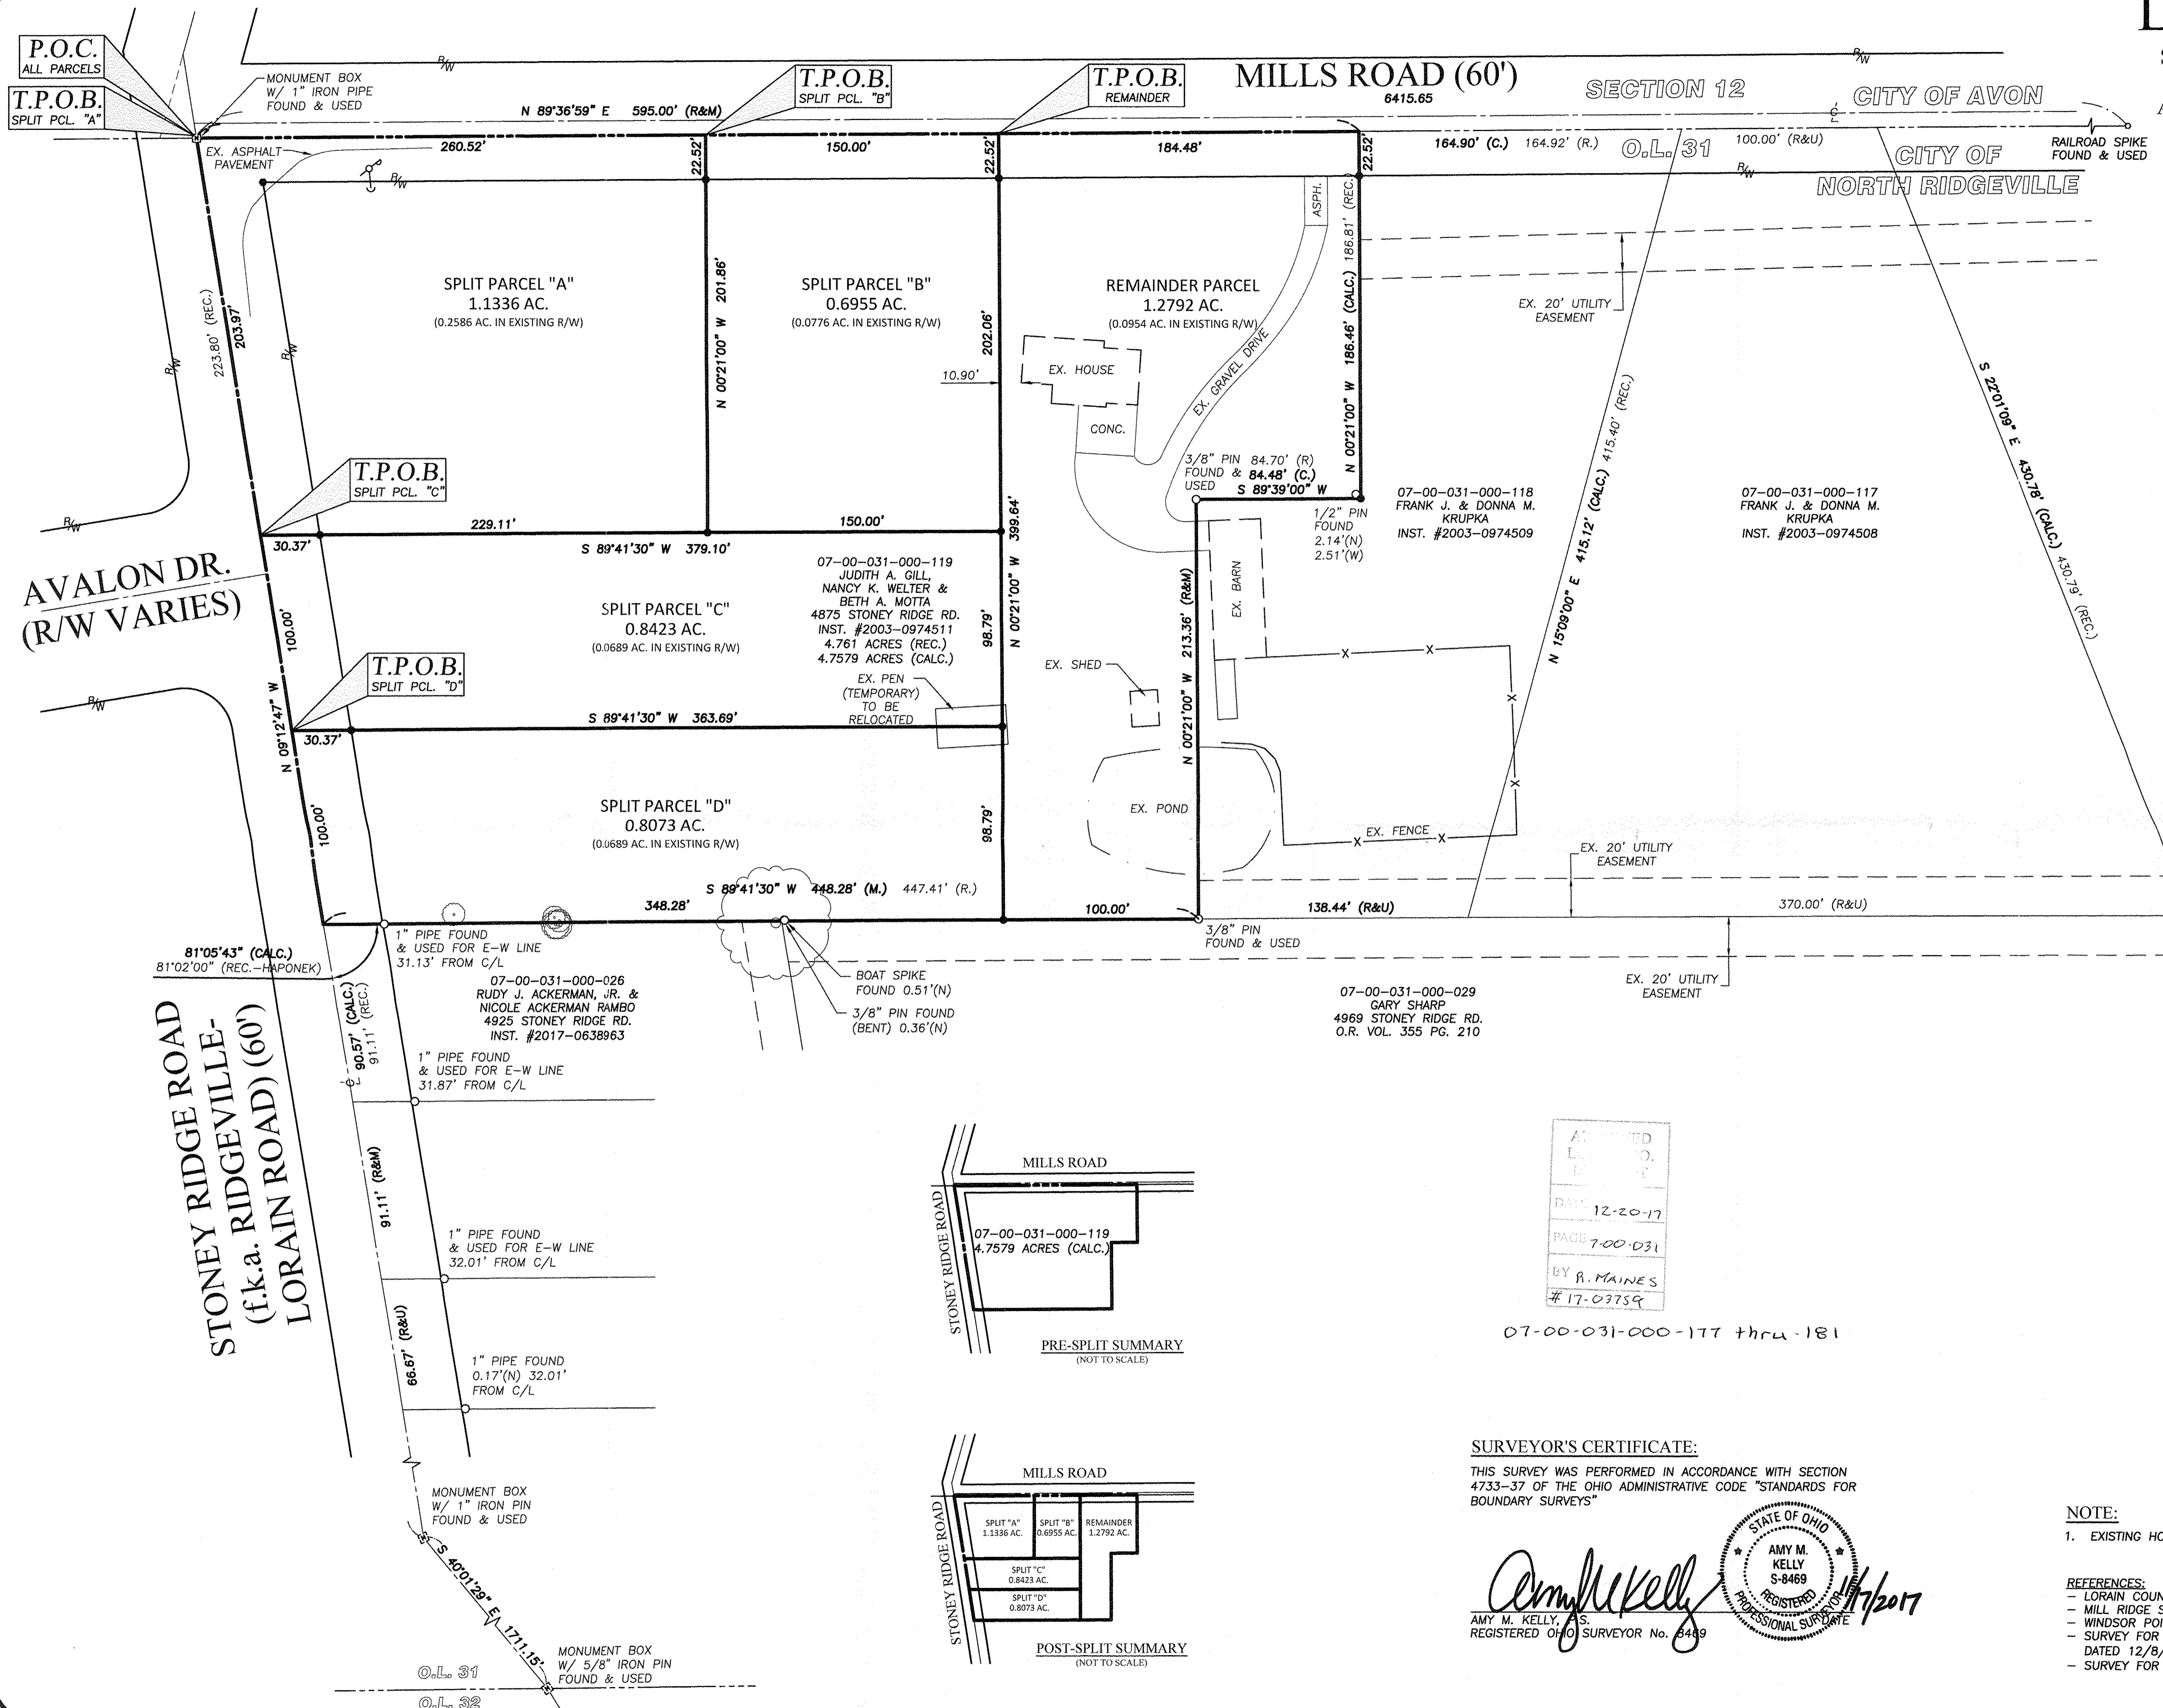 P.O.C.
ALL PARCELS
T.P.O.B.
SPLIT PCL. "A"
MONUMENT BOX
W/ 1" IRON PIPE
FOUND & USED
R/W
N 89°36'59" E 595.00' (R&M)
T.P.O.B.
SPLIT PCL. "B"
T.P.O.B.
REMAINDER
MILLS ROAD (60')
6415.65
SECTION 12
R/W
CITY OF AVON
RAILROAD SPIKE
FOUND & USED
EX. ASPHALT
PAVEMENT
260.52'
22.52'
150.00'
22.52'
184.48'
22.52'
164.90' (C.) 164.92' (R.)
O.L. 31
100.00' (R&U)
CITY OF
NORTH RIDGEVILLE
R/W
R/W
223.80' (REC.)
203.97'
R/W
R/W
SPLIT PARCEL "A"
1.1336 AC.
(0.2586 AC. IN EXISTING R/W)
N 00°21'00" W 201.86'
SPLIT PARCEL "B"
0.6955 AC.
(0.0776 AC. IN EXISTING R/W)
202.06'
10.90'
REMAINDER PARCEL
1.2792 AC.
(0.0954 AC. IN EXISTING R/W)
ASPH.
EX. HOUSE
CONC.
EX. GRAVEL DRIVE
N 00°21'00" W 186.46' (CALC.) 186.81' (REC.)
EX. 20' UTILITY
EASEMENT
3/8" PIN
FOUND &
USED
84.70' (R)
84.48' (C.)
S 89°39'00" W
1/2" PIN
FOUND
2.14'(N)
2.51'(W)
07-00-031-000-118
FRANK J. & DONNA M.
KRUPKA
INST. #2003-0974509
N 15°09'00" E 415.12' (CALC.) 415.40' (REC.)
07-00-031-000-117
FRANK J. & DONNA M.
KRUPKA
INST. #2003-0974508
S 22°01'09" E 430.78' (CALC.) 430.79' (REC.)
T.P.O.B.
SPLIT PCL. "C"
R/W
AVALON DR.
(R/W VARIES)
R/W
30.37'
229.11'
S 89°41'30" W 379.10'
150.00'
N 00°21'00" W 399.64'
100.00'
SPLIT PARCEL "C"
0.8423 AC.
(0.0689 AC. IN EXISTING R/W)
07-00-031-000-119
JUDITH A. GILL,
NANCY K. WELTER &
BETH A. MOTTA
4875 STONEY RIDGE RD.
INST. #2003-0974511
4.761 ACRES (REC.)
4.7579 ACRES (CALC.)
98.79'
EX. PEN
(TEMPORARY)
TO BE
RELOCATED
EX. BARN
EX. SHED
N 00°21'00" W 213.36' (R&M)
T.P.O.B.
SPLIT PCL. "D"
N 09°12'47" W
30.37'
S 89°41'30" W 363.69'
100.00'
SPLIT PARCEL "D"
0.8073 AC.
(0.0689 AC. IN EXISTING R/W)
98.79'
EX. POND
EX. FENCE
EX. 20' UTILITY
EASEMENT
S 89°41'30" W 448.28' (M.) 447.41' (R.)
348.28'
100.00'
138.44' (R&U)
370.00' (R&U)
81°05'43" (CALC.)
81°02'00" (REC.-HAPONEK)
1" PIPE FOUND
& USED FOR E-W LINE
31.13' FROM C/L
3/8" PIN
FOUND & USED
EX. 20' UTILITY
EASEMENT
07-00-031-000-026
RUDY J. ACKERMAN, JR. &
NICOLE ACKERMAN RAMBO
4925 STONEY RIDGE RD.
INST. #2017-0638963
BOAT SPIKE
FOUND 0.51'(N)
3/8" PIN FOUND
(BENT) 0.36'(N)
07-00-031-000-029
GARY SHARP
4969 STONEY RIDGE RD.
O.R. VOL. 355 PG. 210
STONEY RIDGE ROAD
(f.k.a. RIDGEVILLE-
LORAIN ROAD) (60')
90.57' (CALC.)
91.11' (REC.)
1" PIPE FOUND
& USED FOR E-W LINE
31.87' FROM C/L
91.11' (R&M)
1" PIPE FOUND
& USED FOR E-W LINE
32.01' FROM C/L
66.67' (R&U)
1" PIPE FOUND
0.17'(N) 32.01'
FROM C/L
MONUMENT BOX
W/ 1" IRON PIN
FOUND & USED
S 40°01'29" E 1711.15'
MONUMENT BOX
W/ 5/8" IRON PIN
FOUND & USED
O.L. 31
O.L. 32
MILLS ROAD
STONEY RIDGE ROAD
07-00-031-000-119
4.7579 ACRES (CALC.)
PRE-SPLIT SUMMARY
(NOT TO SCALE)
MILLS ROAD
STONEY RIDGE ROAD
SPLIT "A"
1.1336 AC.
SPLIT "B"
0.6955 AC.
REMAINDER
1.2792 AC.
SPLIT "C"
0.8423 AC.
SPLIT "D"
0.8073 AC.
POST-SPLIT SUMMARY
(NOT TO SCALE)
12-20-17
PAGE 7-00-031
BY R. MAINES
# 17-03759
07-00-031-000-177 thru-181
SURVEYOR'S CERTIFICATE:
THIS SURVEY WAS PERFORMED IN ACCORDANCE WITH SECTION
4733-37 OF THE OHIO ADMINISTRATIVE CODE "STANDARDS FOR
BOUNDARY SURVEYS"
Amy M Kelly
11/7/2017
AMY M. KELLY, P.S.
DATE
REGISTERED OHIO SURVEYOR No. 8469
STATE OF OHIO
AMY M.
KELLY
S-8469
REGISTERED
PROFESSIONAL SURVEYOR
NOTE:
1. EXISTING HO
REFERENCES:
- LORAIN COUN
- MILL RIDGE S
- WINDSOR POI
- SURVEY FOR
DATED 12/8/
- SURVEY FOR